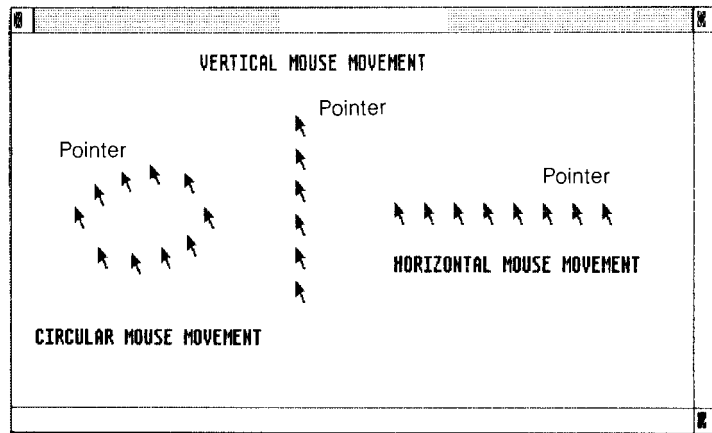 VERTICAL MOUSE MOVEMENT
Pointer
Pointer
Pointer
HORIZONTAL MOUSE MOVEMENT
CIRCULAR MOUSE MOVEMENT